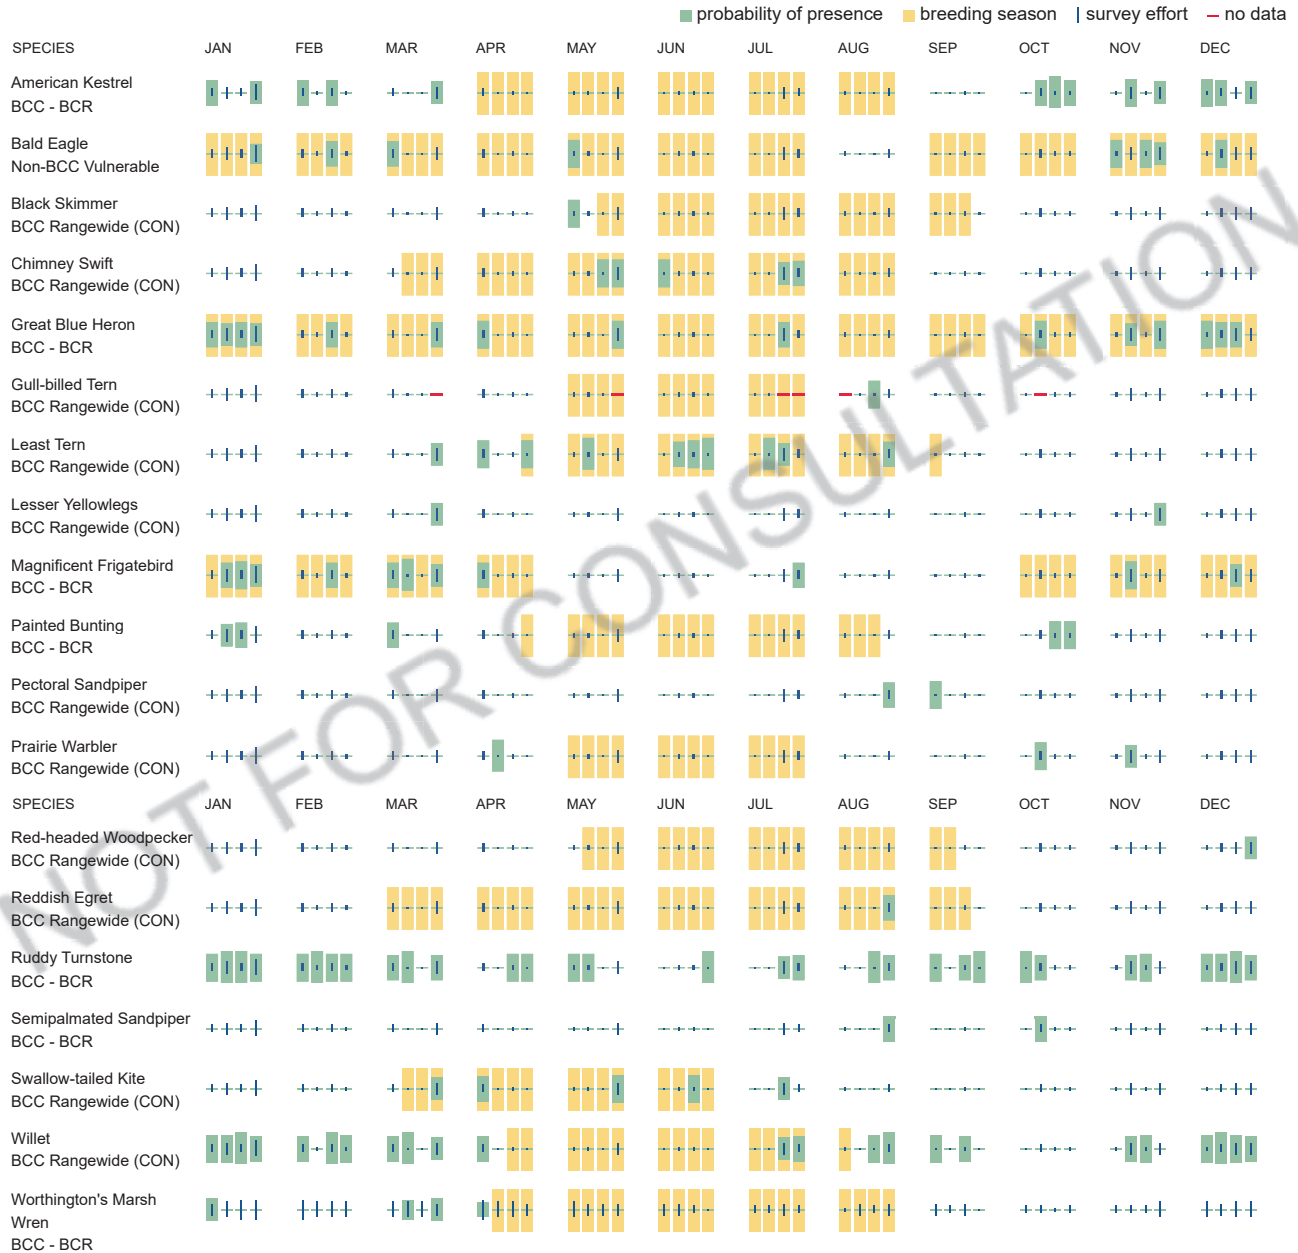 probability of presence breeding season survey effort no data
SPECIES JAN FEB MAR APR MAY JUN JUL AUG SEP OCT NOV DEC
American Kestrel
BCC - BCR
Bald Eagle
Non-BCC Vulnerable
Black Skimmer
BCC Rangewide (CON)
Chimney Swift
BCC Rangewide (CON)
Great Blue Heron
BCC - BCR
Gull-billed Tern
BCC Rangewide (CON)
Least Tern
BCC Rangewide (CON)
Lesser Yellowlegs
BCC Rangewide (CON)
Magnificent Frigatebird
BCC - BCR
Painted Bunting
BCC - BCR
Pectoral Sandpiper
BCC Rangewide (CON)
Prairie Warbler
BCC Rangewide (CON)
SPECIES JAN FEB MAR APR MAY JUN JUL AUG SEP OCT NOV DEC
Red-headed Woodpecker
BCC Rangewide (CON)
Reddish Egret
BCC Rangewide (CON)
Ruddy Turnstone
BCC - BCR
Semipalmated Sandpiper
BCC - BCR
Swallow-tailed Kite
BCC Rangewide (CON)
Willet
BCC Rangewide (CON)
Worthington's Marsh
Wren
BCC - BCR
NOT FOR CONSULTATION